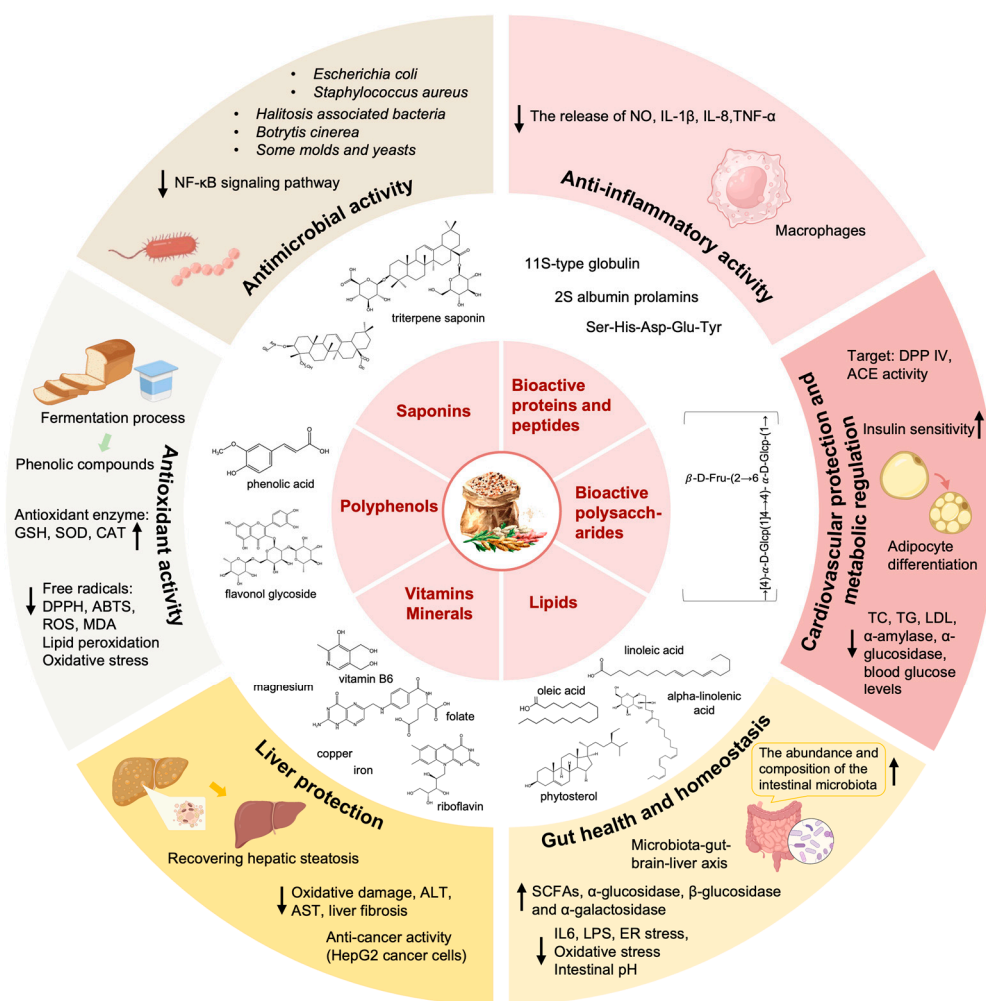 • Escherichia coli
• Staphylococcus aureus
• Halitosis associated bacteria
• Botrytis cinerea
• Some molds and yeasts
↓ NF-κB signaling pathway
Antimicrobial activity
↓ The release of NO, IL-1β, IL-8,TNF-α
Macrophages
Anti-inflammatory activity
Target: DPP IV,
ACE activity
Insulin sensitivity ↑
Adipocyte
differentiation
TC, TG, LDL,
↓ α-amylase, α-
glucosidase,
blood glucose
levels
Cardiovascular protection and
metabolic regulation
The abundance and
composition of the
intestinal microbiota ↑
Microbiota-gut-
brain-liver axis
↑ SCFAs, α-glucosidase, β-glucosidase
and α-galactosidase
↓ IL6, LPS, ER stress,
Oxidative stress
Intestinal pH
Gut health and homeostasis
Liver protection
Recovering hepatic steatosis
↓ Oxidative damage, ALT,
AST, liver fibrosis
Anti-cancer activity
(HepG2 cancer cells)
Antioxidant activity
Fermentation process
Phenolic compounds
Antioxidant enzyme:
GSH, SOD, CAT ↑
Free radicals:
↓ DPPH, ABTS,
ROS, MDA
Lipid peroxidation
Oxidative stress
triterpene saponin
11S-type globulin
2S albumin prolamins
Ser-His-Asp-Glu-Tyr
β-D-Fru-(2→6
→[4)-α-D-Glcp(1]4→4)- α-D-Glcp-(1→
linoleic acid
oleic acid
alpha-linolenic
acid
phytosterol
vitamin B6
magnesium
folate
copper
iron
riboflavin
phenolic acid
flavonol glycoside
Saponins
Bioactive
proteins and
peptides
Polyphenols
Bioactive
polysacch-
arides
Vitamins
Minerals
Lipids